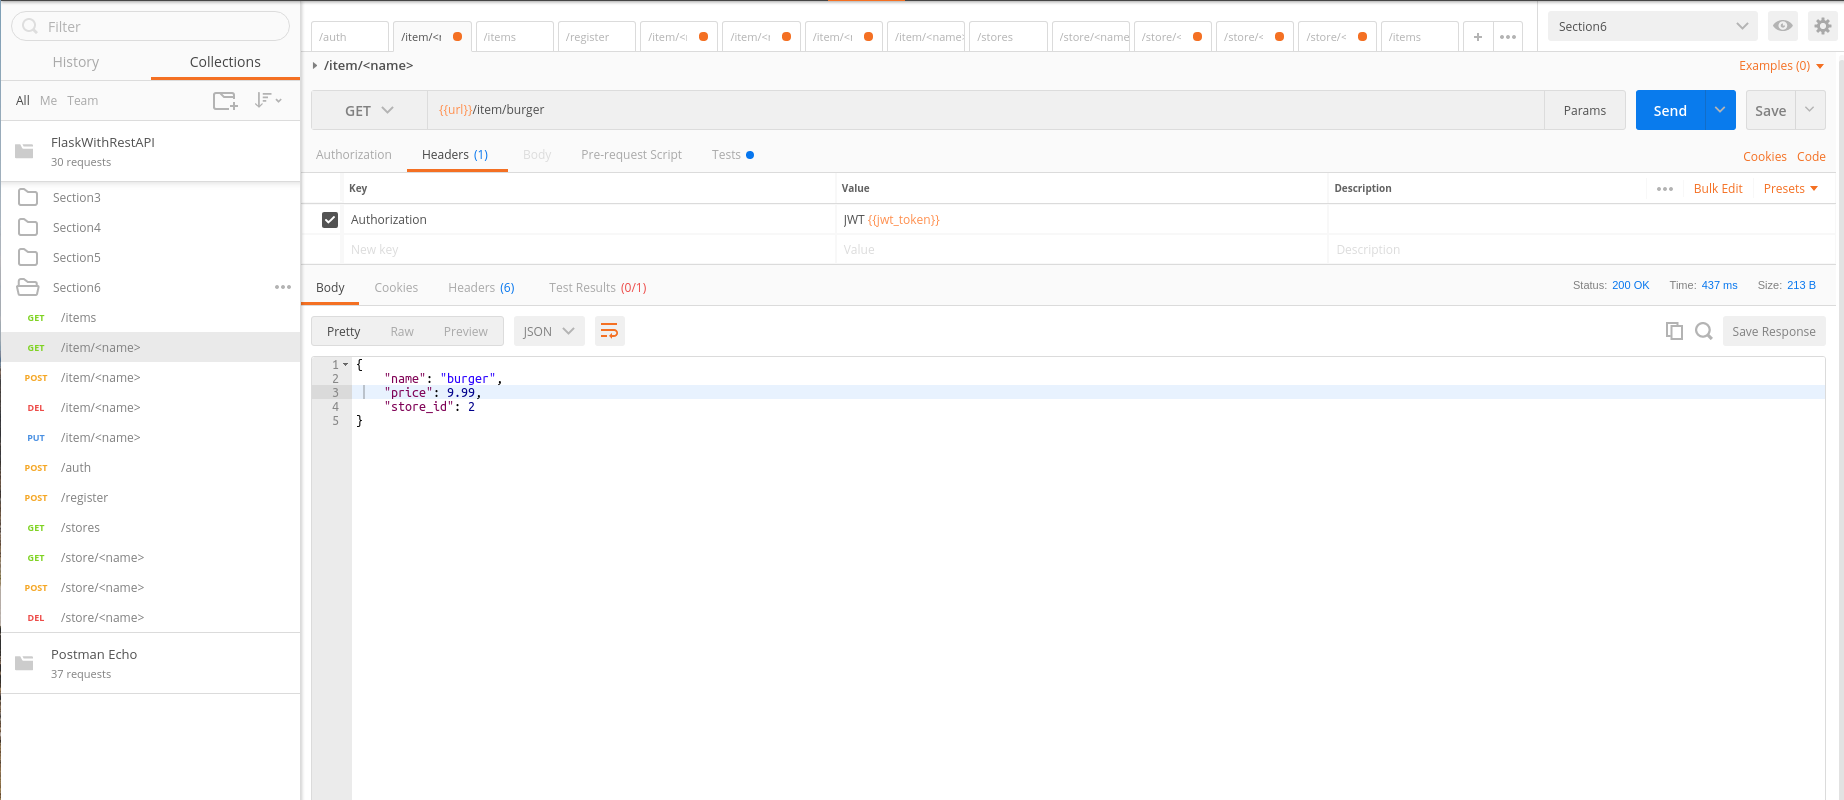 Filter
History
Collections
All Me Team
FlaskWithRestAPI
30 requests
Section3
Section4
Section5
Section6
GET /items
GET /item/<name>
POST /item/<name>
DEL /item/<name>
PUT /item/<name>
POST /auth
POST /register
GET /stores
GET /store/<name>
POST /store/<name>
DEL /store/<name>
Postman Echo
37 requests
/auth /item/< /items /register /item/< /item/< /item/< /item/<name> /stores /store/<name /store/< /store/< /store/< /items +
Section6
/item/<name>
Examples (0)
GET {{url}}/item/burger Params Send Save
Authorization Headers (1) Body Pre-request Script Tests Cookies Code
Key Value Description Bulk Edit Presets
Authorization JWT {{jwt_token}}
New key Value Description
Body Cookies Headers (6) Test Results (0/1) Status: 200 OK Time: 437 ms Size: 213 B
Pretty Raw Preview JSON Save Response
1 {
2 "name": "burger",
3 "price": 9.99,
4 "store_id": 2
5 }